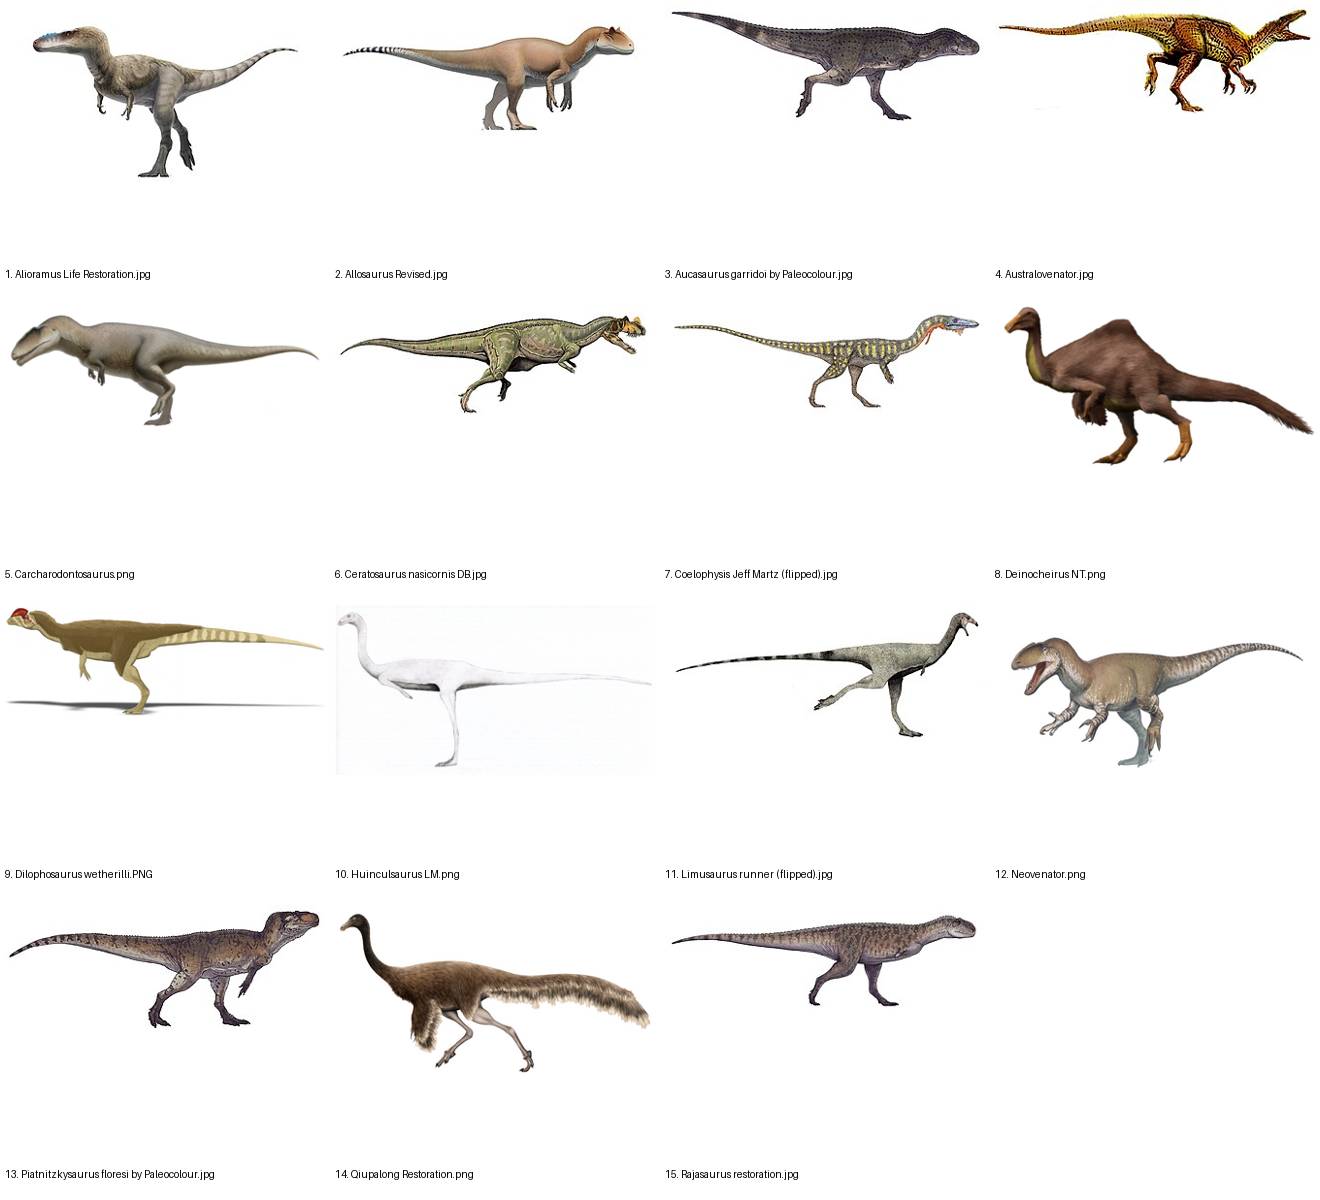 1. Alioramus Life Restoration.jpg
2. Allosaurus Revised.jpg
3. Aucasaurus garridoi by Paleocolour.jpg
4. Australovenator.jpg
5. Carcharodontosaurus.png
6. Ceratosaurus nasicornis DB.jpg
7. Coelophysis Jeff Martz (flipped).jpg
8. Deinocheirus NT.png
9. Dilophosaurus wetherilli.PNG
10. Huinculsaurus LM.png
11. Limusaurus runner (flipped).jpg
12. Neovenator.png
13. Piatnitzkysaurus floresi by Paleocolour.jpg
14. Qiupalong Restoration.png
15. Rajasaurus restoration.jpg